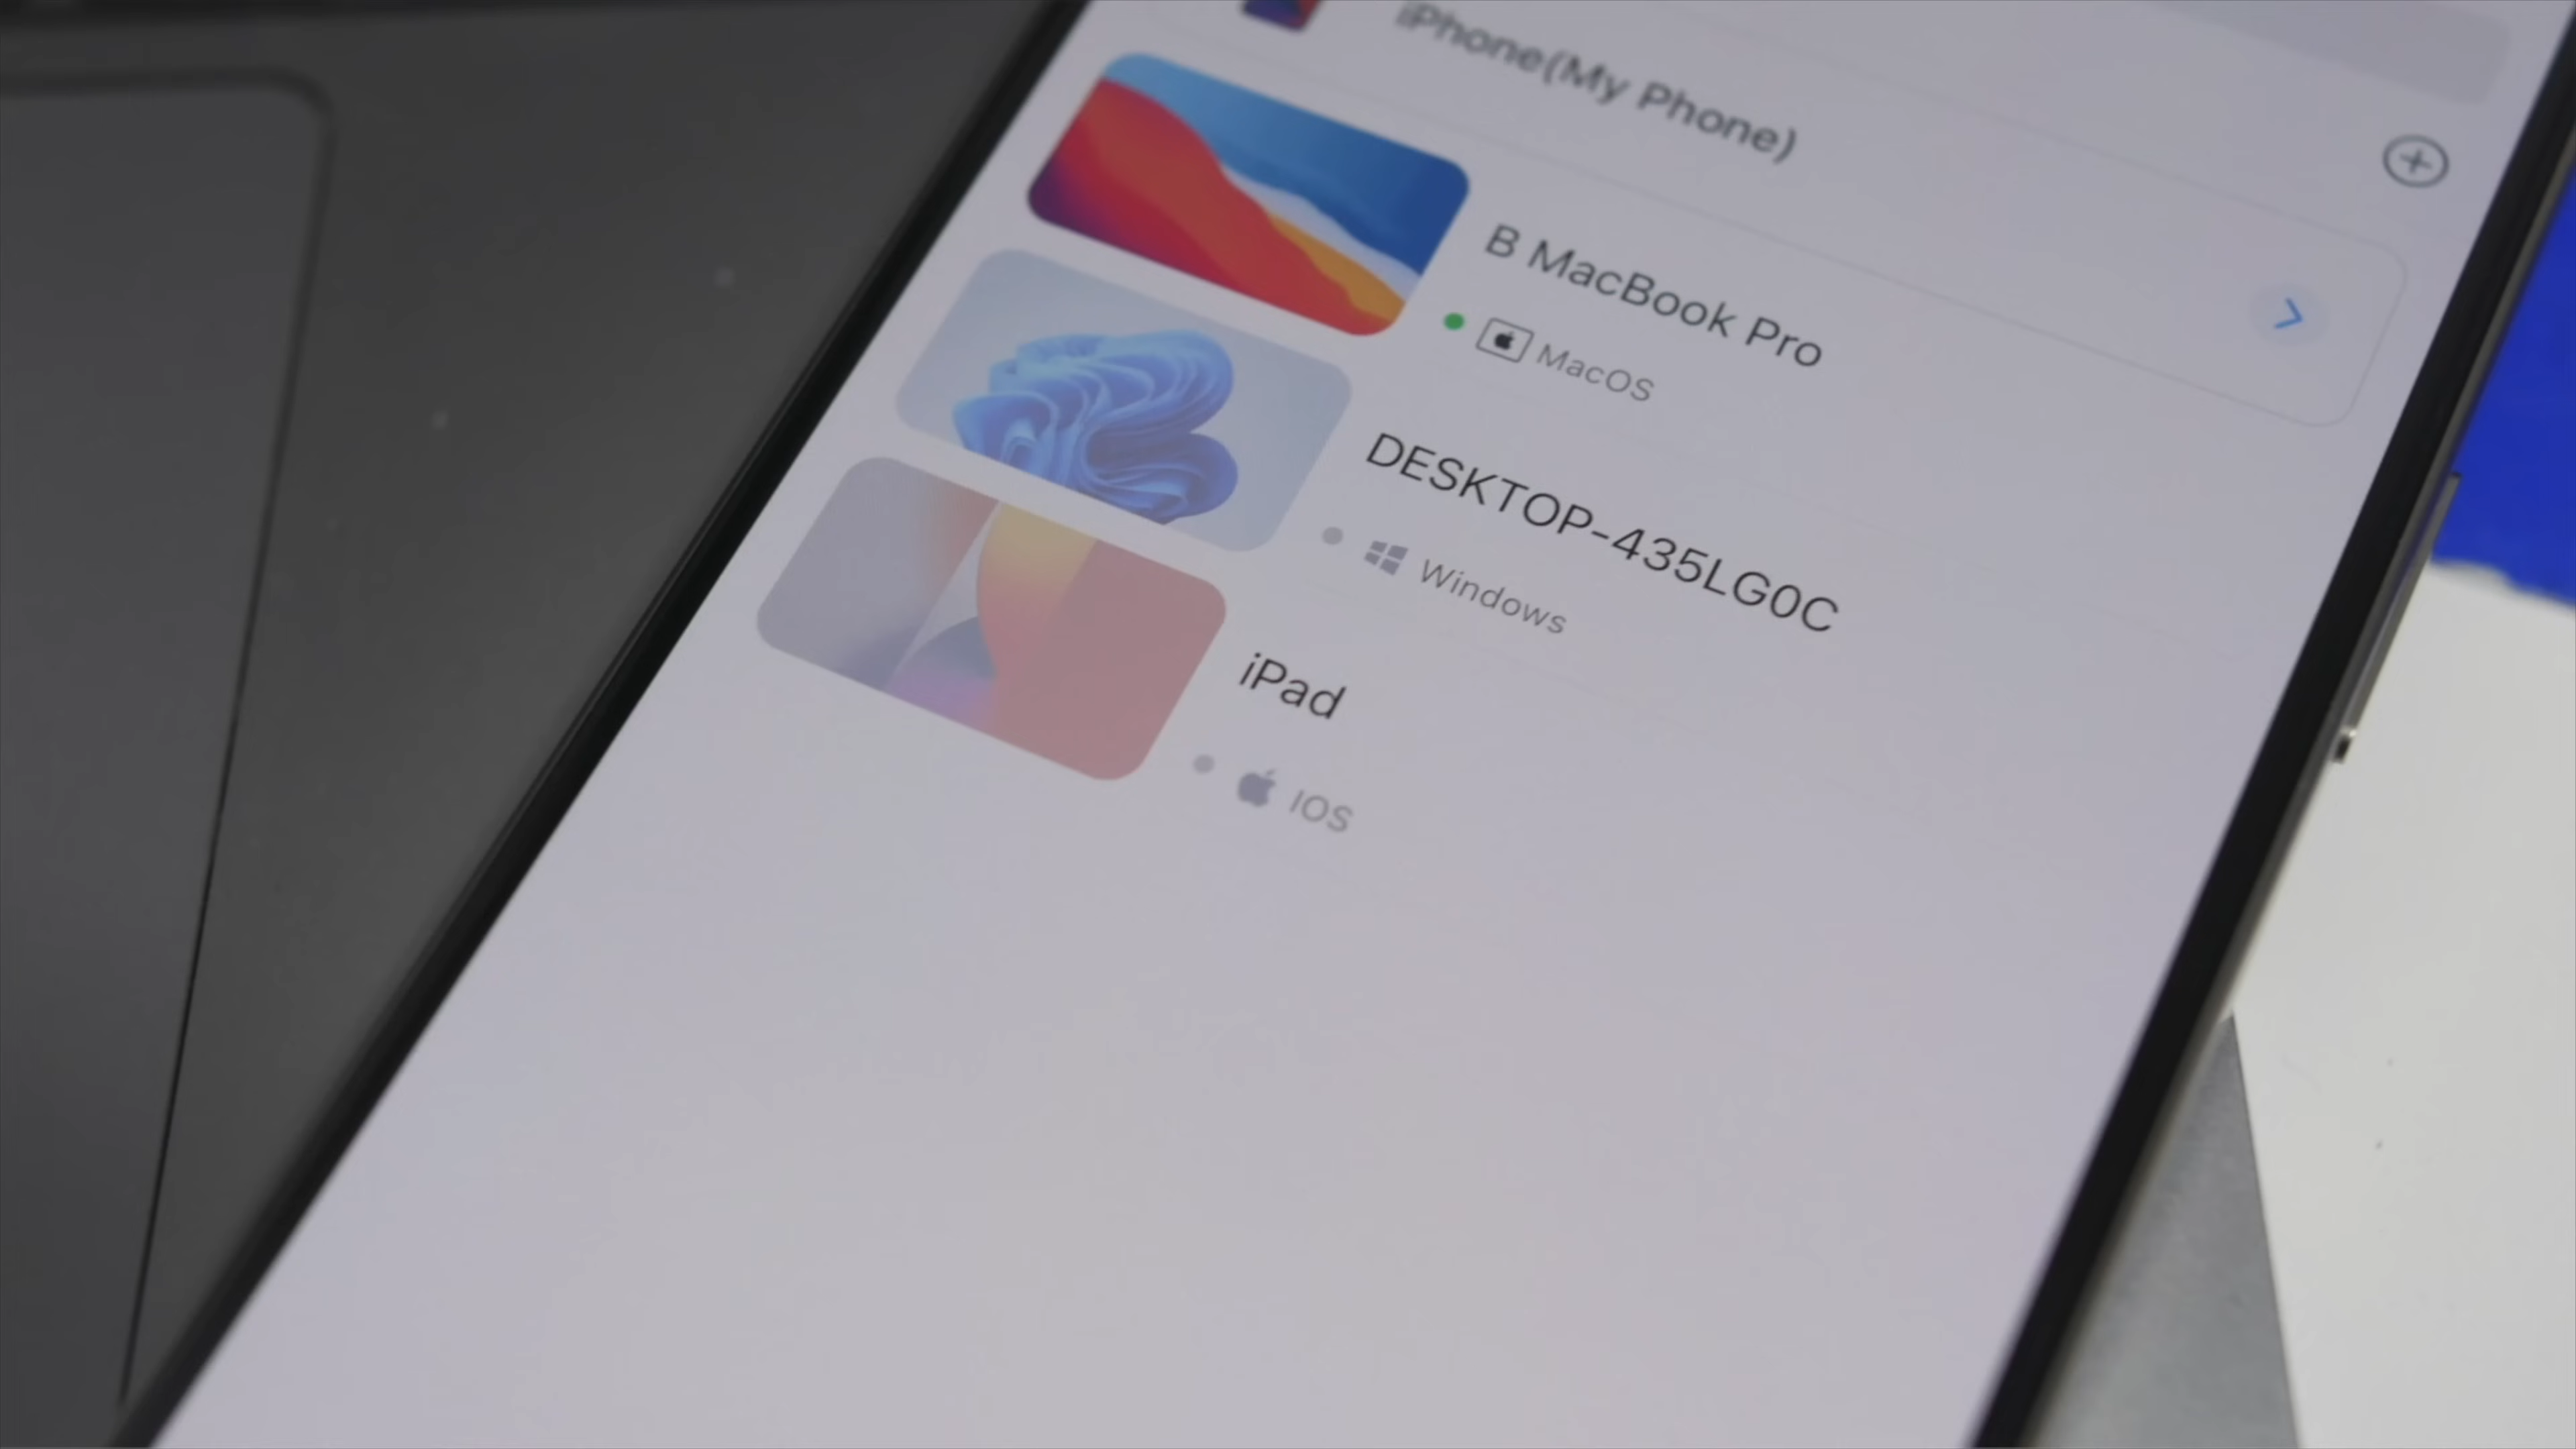 iPhone(My Phone)
B MacBook Pro
MacOS
DESKTOP-435LG0C
Windows
iPad
IOS